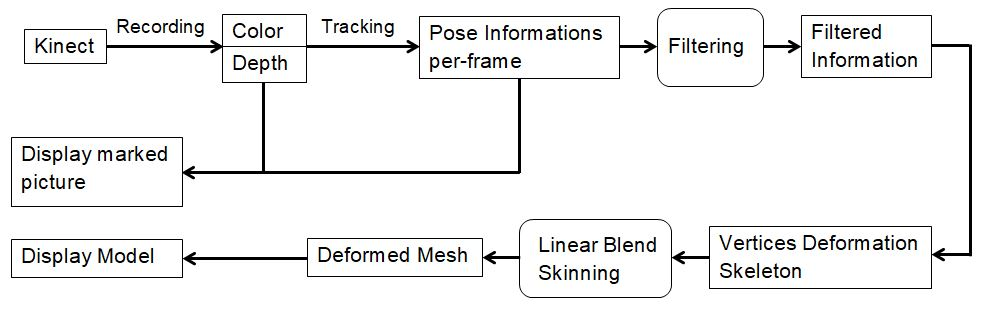 Kinect
Recording
Color
Depth
Tracking
Pose Informations
per-frame
Filtering
Filtered
Information
Display marked
picture
Display Model
Deformed Mesh
Linear Blend
Skinning
Vertices Deformation
Skeleton